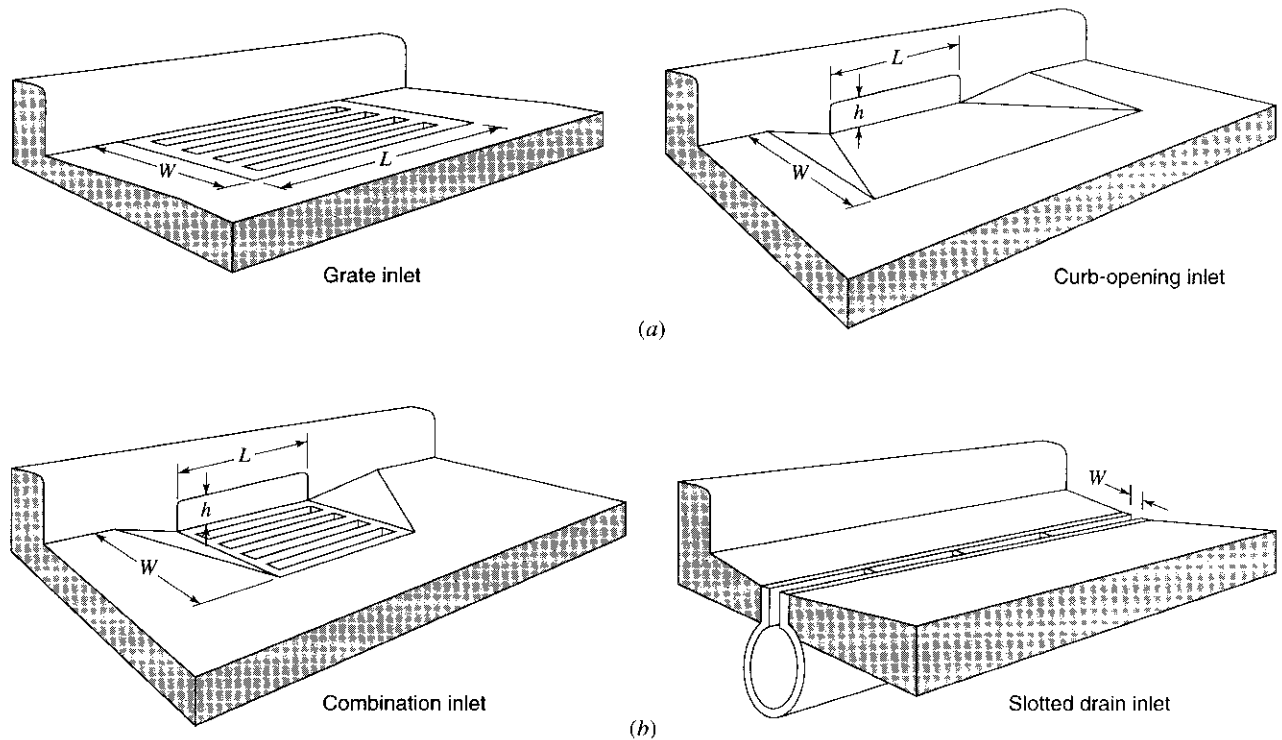 W
L
Grate inlet
L
h
W
Curb-opening inlet
(a)
L
h
W
Combination inlet
W
Slotted drain inlet
(b)